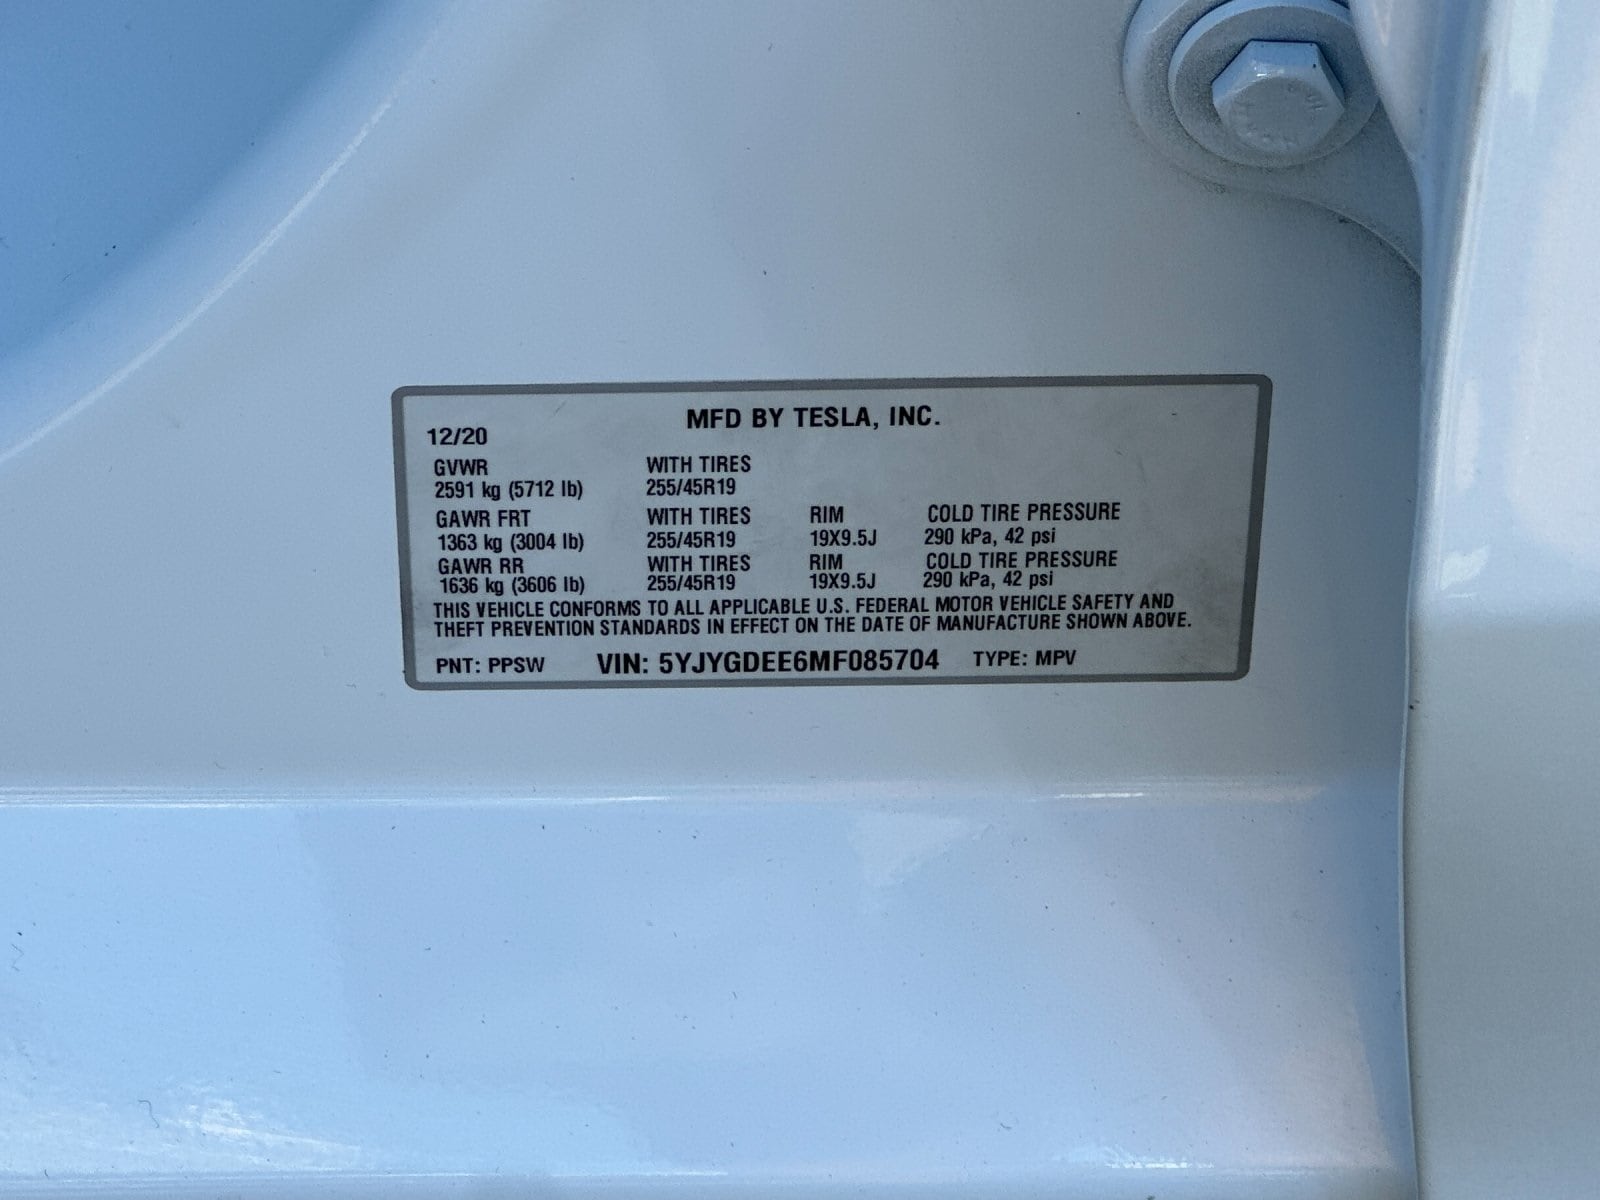 MFD BY TESLA, INC.
12/20
GVWR WITH TIRES
2591 kg (5712 lb) 255/45R19
GAWR FRT WITH TIRES RIM COLD TIRE PRESSURE
1363 kg (3004 lb) 255/45R19 19X9.5J 290 kPa, 42 psi
GAWR RR WITH TIRES RIM COLD TIRE PRESSURE
1636 kg (3606 lb) 255/45R19 19X9.5J 290 kPa, 42 psi
THIS VEHICLE CONFORMS TO ALL APPLICABLE U.S. FEDERAL MOTOR VEHICLE SAFETY AND
THEFT PREVENTION STANDARDS IN EFFECT ON THE DATE OF MANUFACTURE SHOWN ABOVE.
PNT: PPSW VIN: 5YJYGDEE6MF085704 TYPE: MPV